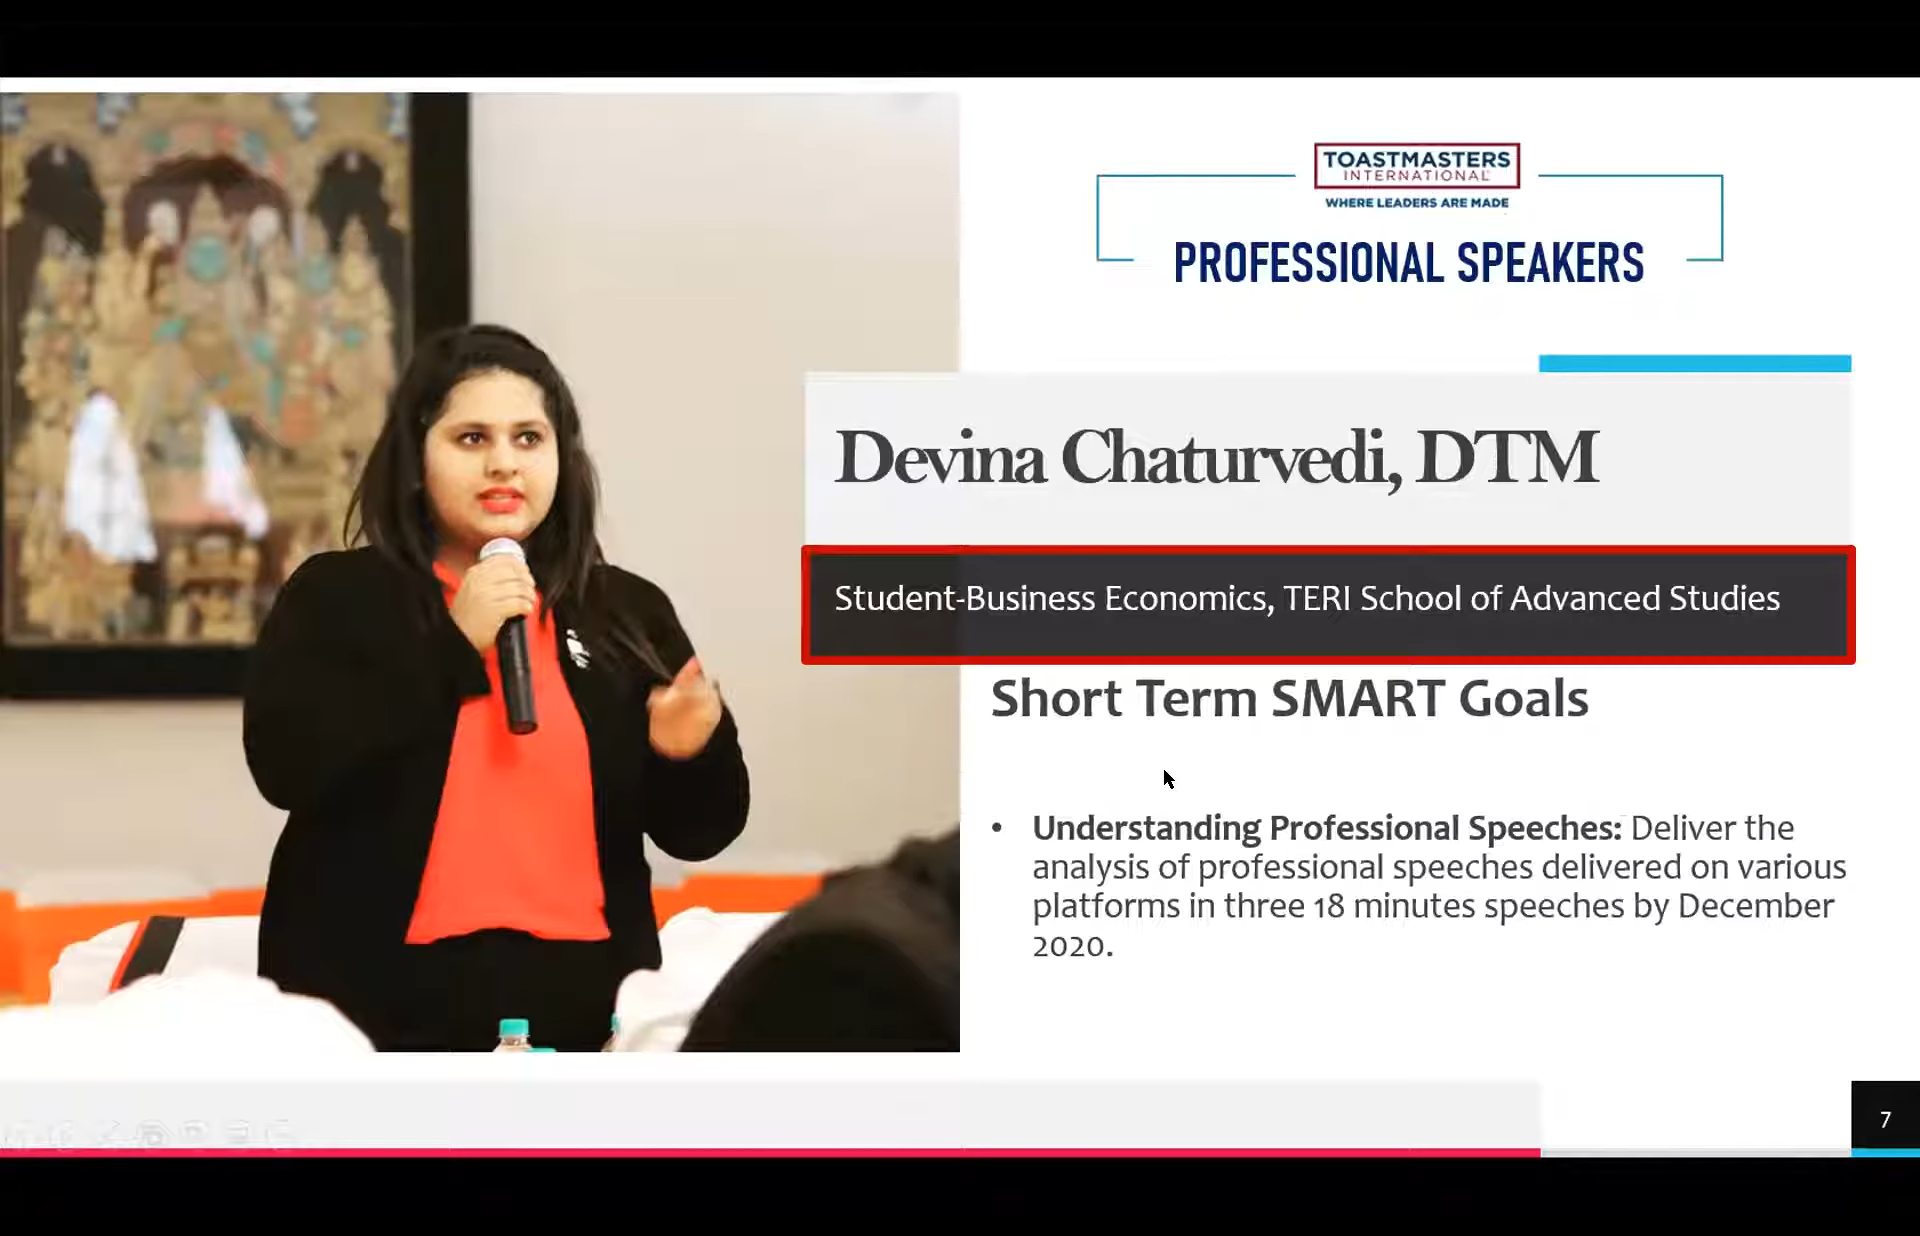 TOASTMASTERS
INTERNATIONAL
WHERE LEADERS ARE MADE
PROFESSIONAL SPEAKERS
Devina Chaturvedi, DTM
Student-Business Economics, TERI School of Advanced Studies
Short Term SMART Goals
• Understanding Professional Speeches: Deliver the
analysis of professional speeches delivered on various
platforms in three 18 minutes speeches by December
2020.
7